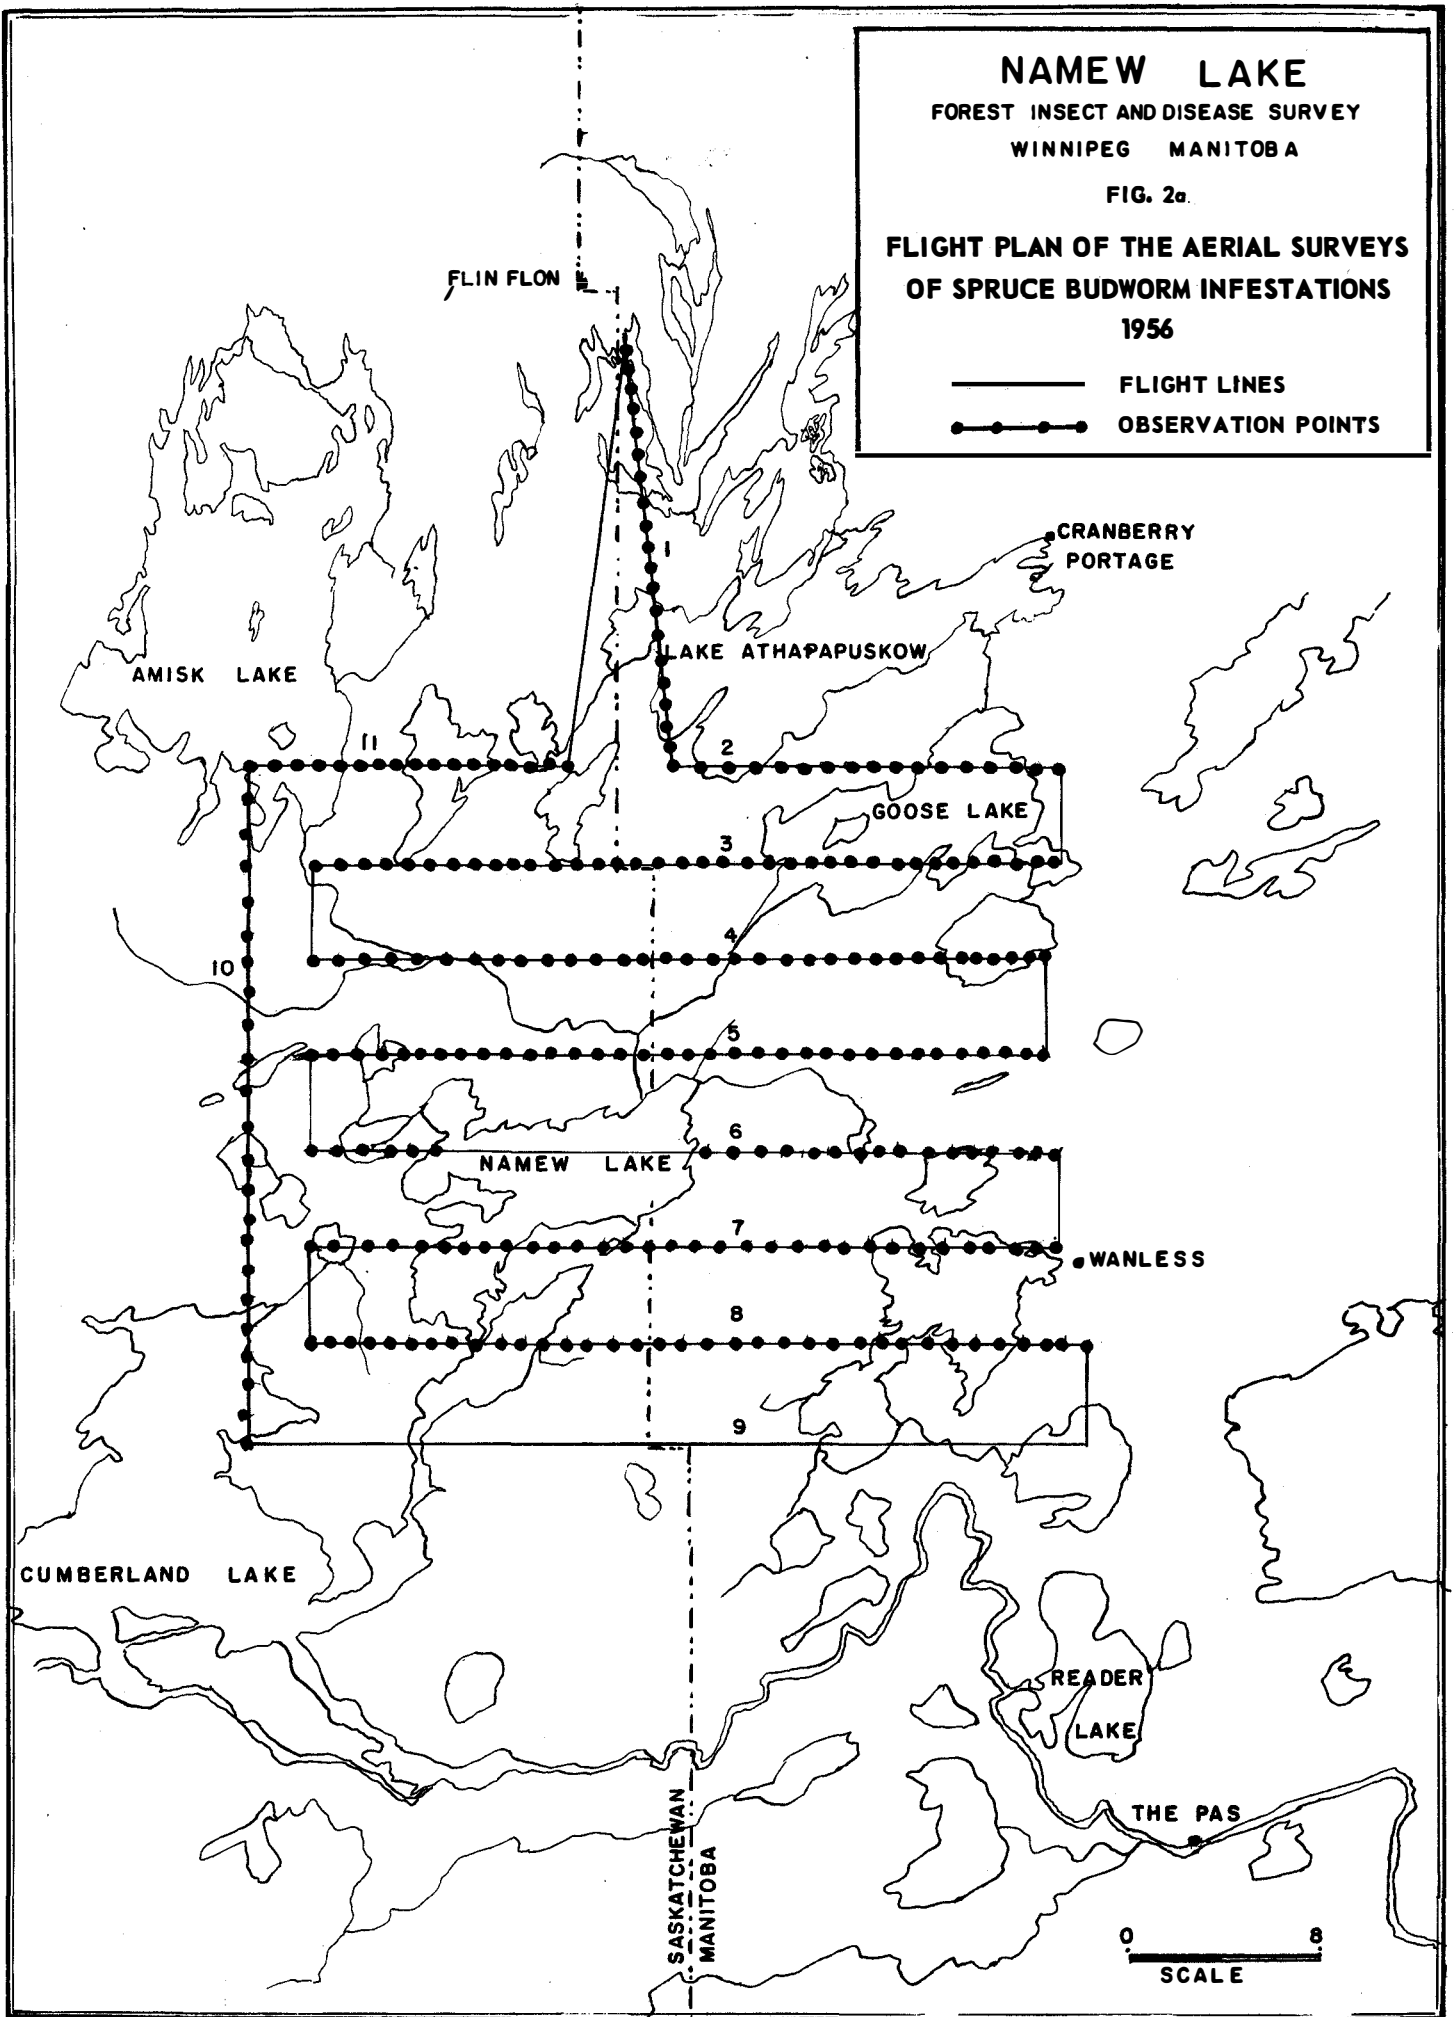 NAMEW LAKE
FOREST INSECT AND DISEASE SURVEY
WINNIPEG MANITOBA
FIG. 2a.
FLIGHT PLAN OF THE AERIAL SURVEYS
OF SPRUCE BUDWORM INFESTATIONS
1956
FLIGHT LINES
OBSERVATION POINTS
FLIN FLON
CRANBERRY
PORTAGE
1
LAKE ATHAPAPUSKOW
AMISK LAKE
11
2
GOOSE LAKE
3
4
10
5
6
NAMEW LAKE
7
WANLESS
8
9
CUMBERLAND LAKE
READER
LAKE
THE PAS
SASKATCHEWAN
MANITOBA
0 8
SCALE